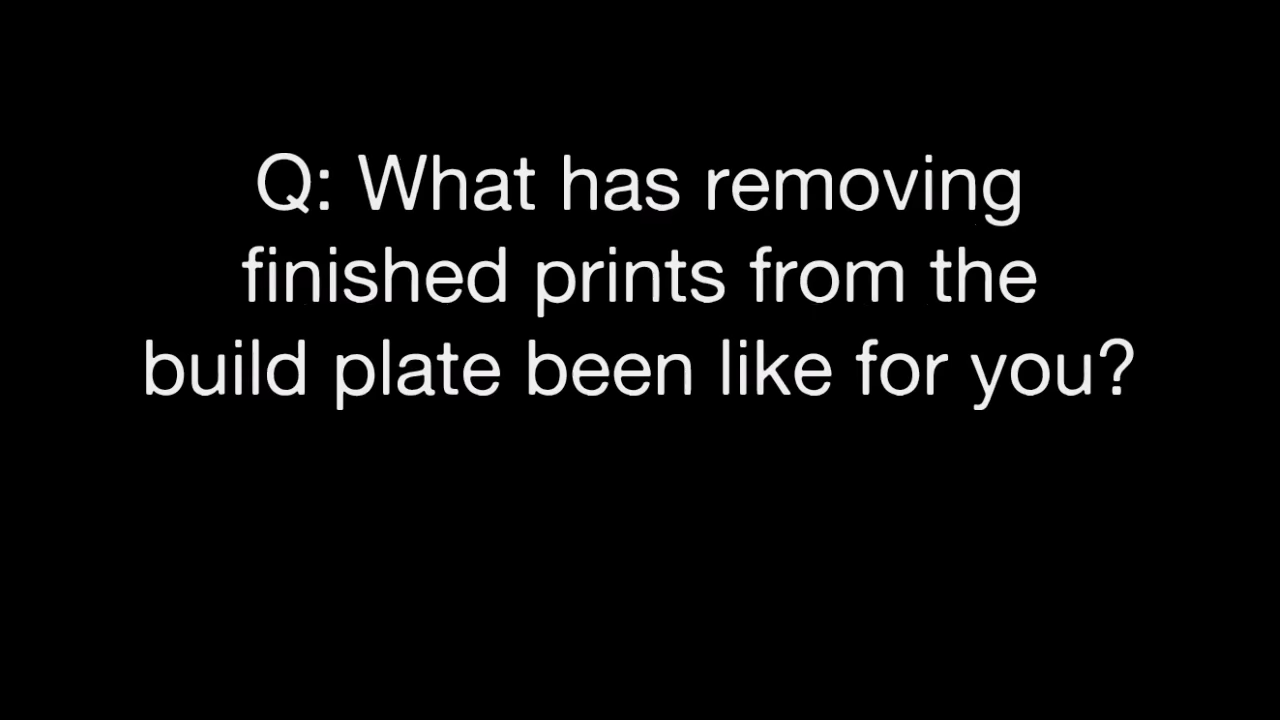 Q: What has removing
finished prints from the
build plate been like for you?